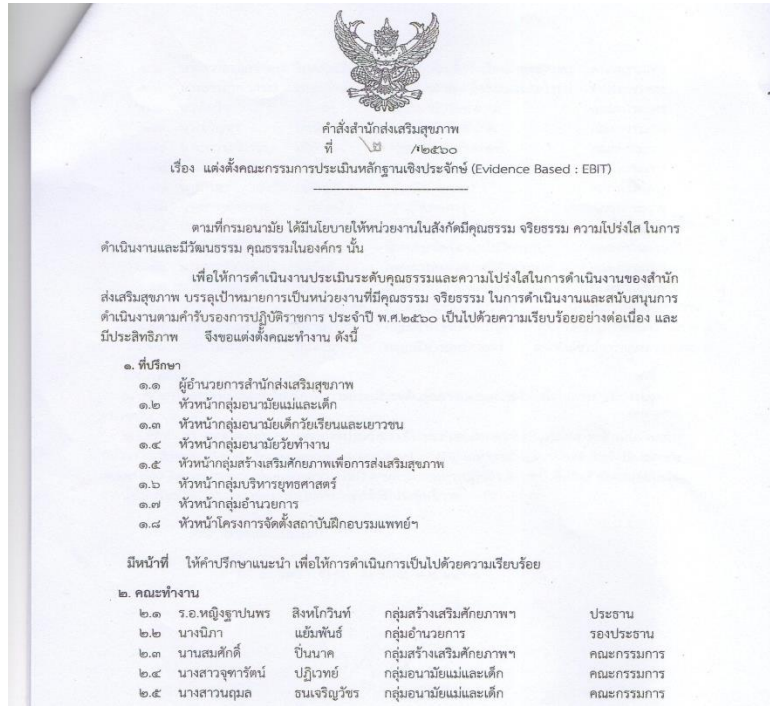 คำสั่งสำนักส่งเสริมสุขภาพ
ที่ ๒ /๒๕๖๐
เรื่อง แต่งตั้งคณะกรรมการประเมินหลักฐานเชิงประจักษ์ (Evidence Based : EBIT)
ตามที่กรมอนามัย ได้มีนโยบายให้หน่วยงานในสังกัดมีคุณธรรม จริยธรรม ความโปร่งใส ในการ
ดำเนินงานและมีวัฒนธรรม คุณธรรมในองค์กร นั้น
เพื่อให้การดำเนินงานประเมินระดับคุณธรรมและความโปร่งใสในการดำเนินงานของสำนัก
ส่งเสริมสุขภาพ บรรลุเป้าหมายการเป็นหน่วยงานที่มีคุณธรรม จริยธรรม ในการดำเนินงานและสนับสนุนการ
ดำเนินงานตามคำรับรองการปฏิบัติราชการ ประจำปี พ.ศ.๒๕๖๐ เป็นไปด้วยความเรียบร้อยอย่างต่อเนื่อง และ
มีประสิทธิภาพ จึงขอแต่งตั้งคณะทำงาน ดังนี้
๑. ที่ปรึกษา
๑.๑ ผู้อำนวยการสำนักส่งเสริมสุขภาพ
๑.๒ หัวหน้ากลุ่มอนามัยแม่และเด็ก
๑.๓ หัวหน้ากลุ่มอนามัยเด็กวัยเรียนและเยาวชน
๑.๔ หัวหน้ากลุ่มอนามัยวัยทำงาน
๑.๕ หัวหน้ากลุ่มสร้างเสริมศักยภาพเพื่อการส่งเสริมสุขภาพ
๑.๖ หัวหน้ากลุ่มบริหารยุทธศาสตร์
๑.๗ หัวหน้ากลุ่มอำนวยการ
๑.๘ หัวหน้าโครงการจัดตั้งสถาบันฝึกอบรมแพทย์ฯ
มีหน้าที่ ให้คำปรึกษาแนะนำ เพื่อให้การดำเนินการเป็นไปด้วยความเรียบร้อย
๒. คณะทำงาน
๒.๑ ร.อ.หญิงฐาปนพร สิงหโกวินท์ กลุ่มสร้างเสริมศักยภาพฯ ประธาน
๒.๒ นางนิภา แย้มพันธ์ กลุ่มอำนวยการ รองประธาน
๒.๓ นานสมศักดิ์ ปิ่นนาค กลุ่มสร้างเสริมศักยภาพฯ คณะกรรมการ
๒.๔ นางสาวจุฑารัตน์ ปฏิเวทย์ กลุ่มอนามัยแม่และเด็ก คณะกรรมการ
๒.๕ นางสาวนฤมล ธนเจริญวัชร กลุ่มอนามัยแม่และเด็ก คณะกรรมการ